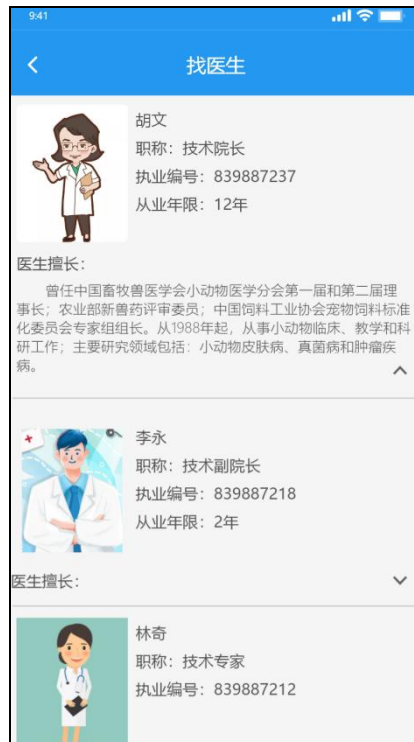 9:41
找医生
胡文
职称：技术院长
执业编号：839887237
从业年限：12年
医生擅长：
曾任中国畜牧兽医学会小动物医学分会第一届和第二届理
事长；农业部新兽药评审委员；中国饲料工业协会宠物饲料标准
化委员会专家组组长。从1988年起，从事小动物临床、教学和科
研工作；主要研究领域包括：小动物皮肤病、真菌病和肿瘤疾
病。
李永
职称：技术副院长
执业编号：839887218
从业年限：2年
医生擅长：
林奇
职称：技术专家
执业编号：839887212